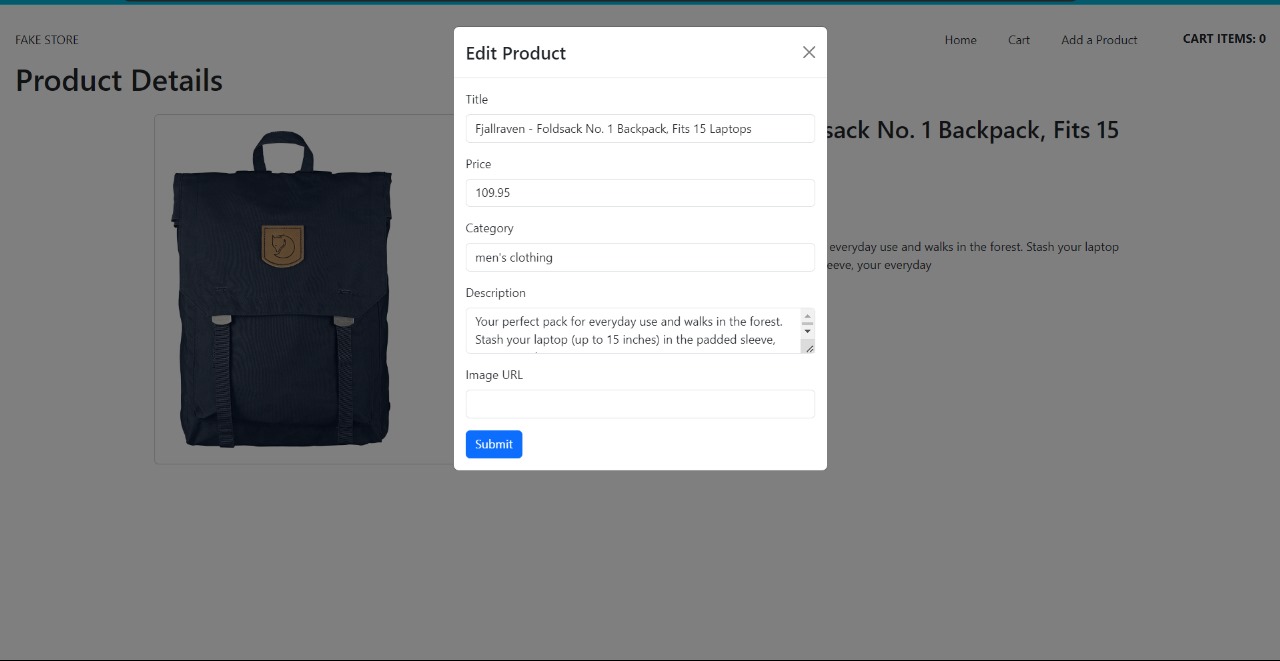 FAKE STORE
Home
Cart
Add a Product
CART ITEMS: 0
Product Details
Edit Product
Title
Fjallraven - Foldsack No. 1 Backpack, Fits 15 Laptops
Price
109.95
Category
men's clothing
Description
Your perfect pack for everyday use and walks in the forest.
Stash your laptop (up to 15 inches) in the padded sleeve,
Image URL
Submit
sack No. 1 Backpack, Fits 15
everyday use and walks in the forest. Stash your laptop
eeve, your everyday